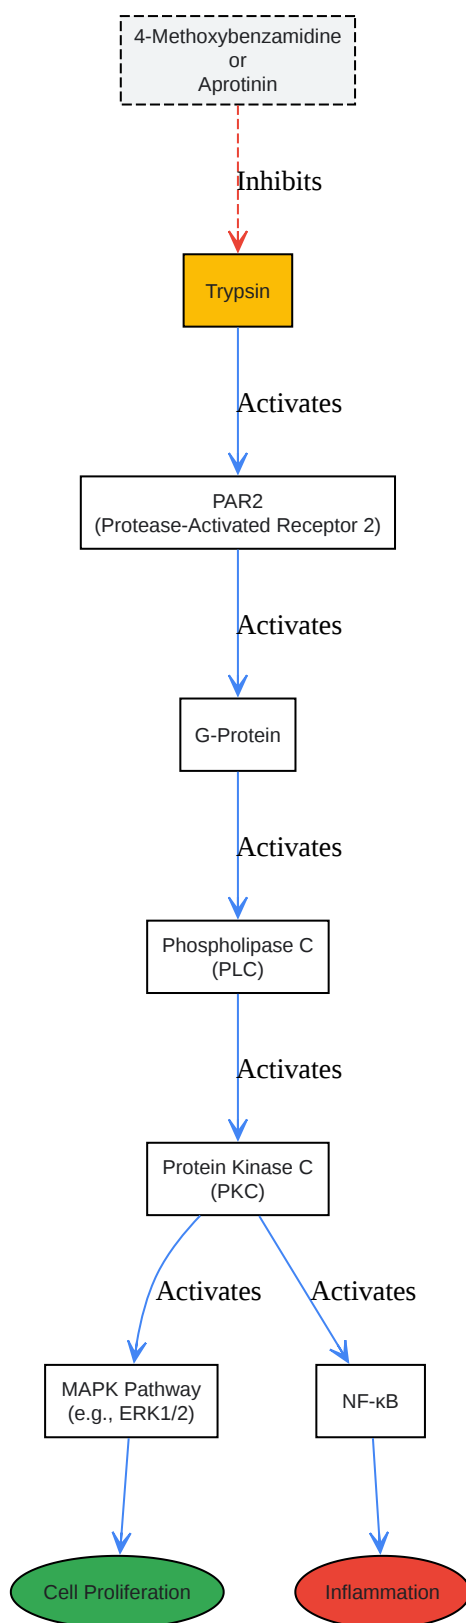 4-Methoxybenzamidine
or
Aprotinin
Inhibits
Trypsin
Activates
PAR2
(Protease-Activated Receptor 2)
Activates
G-Protein
Activates
Phospholipase C
(PLC)
Activates
Protein Kinase C
(PKC)
Activates
Activates
MAPK Pathway
(e.g., ERK1/2)
NF-κB
Cell Proliferation
Inflammation